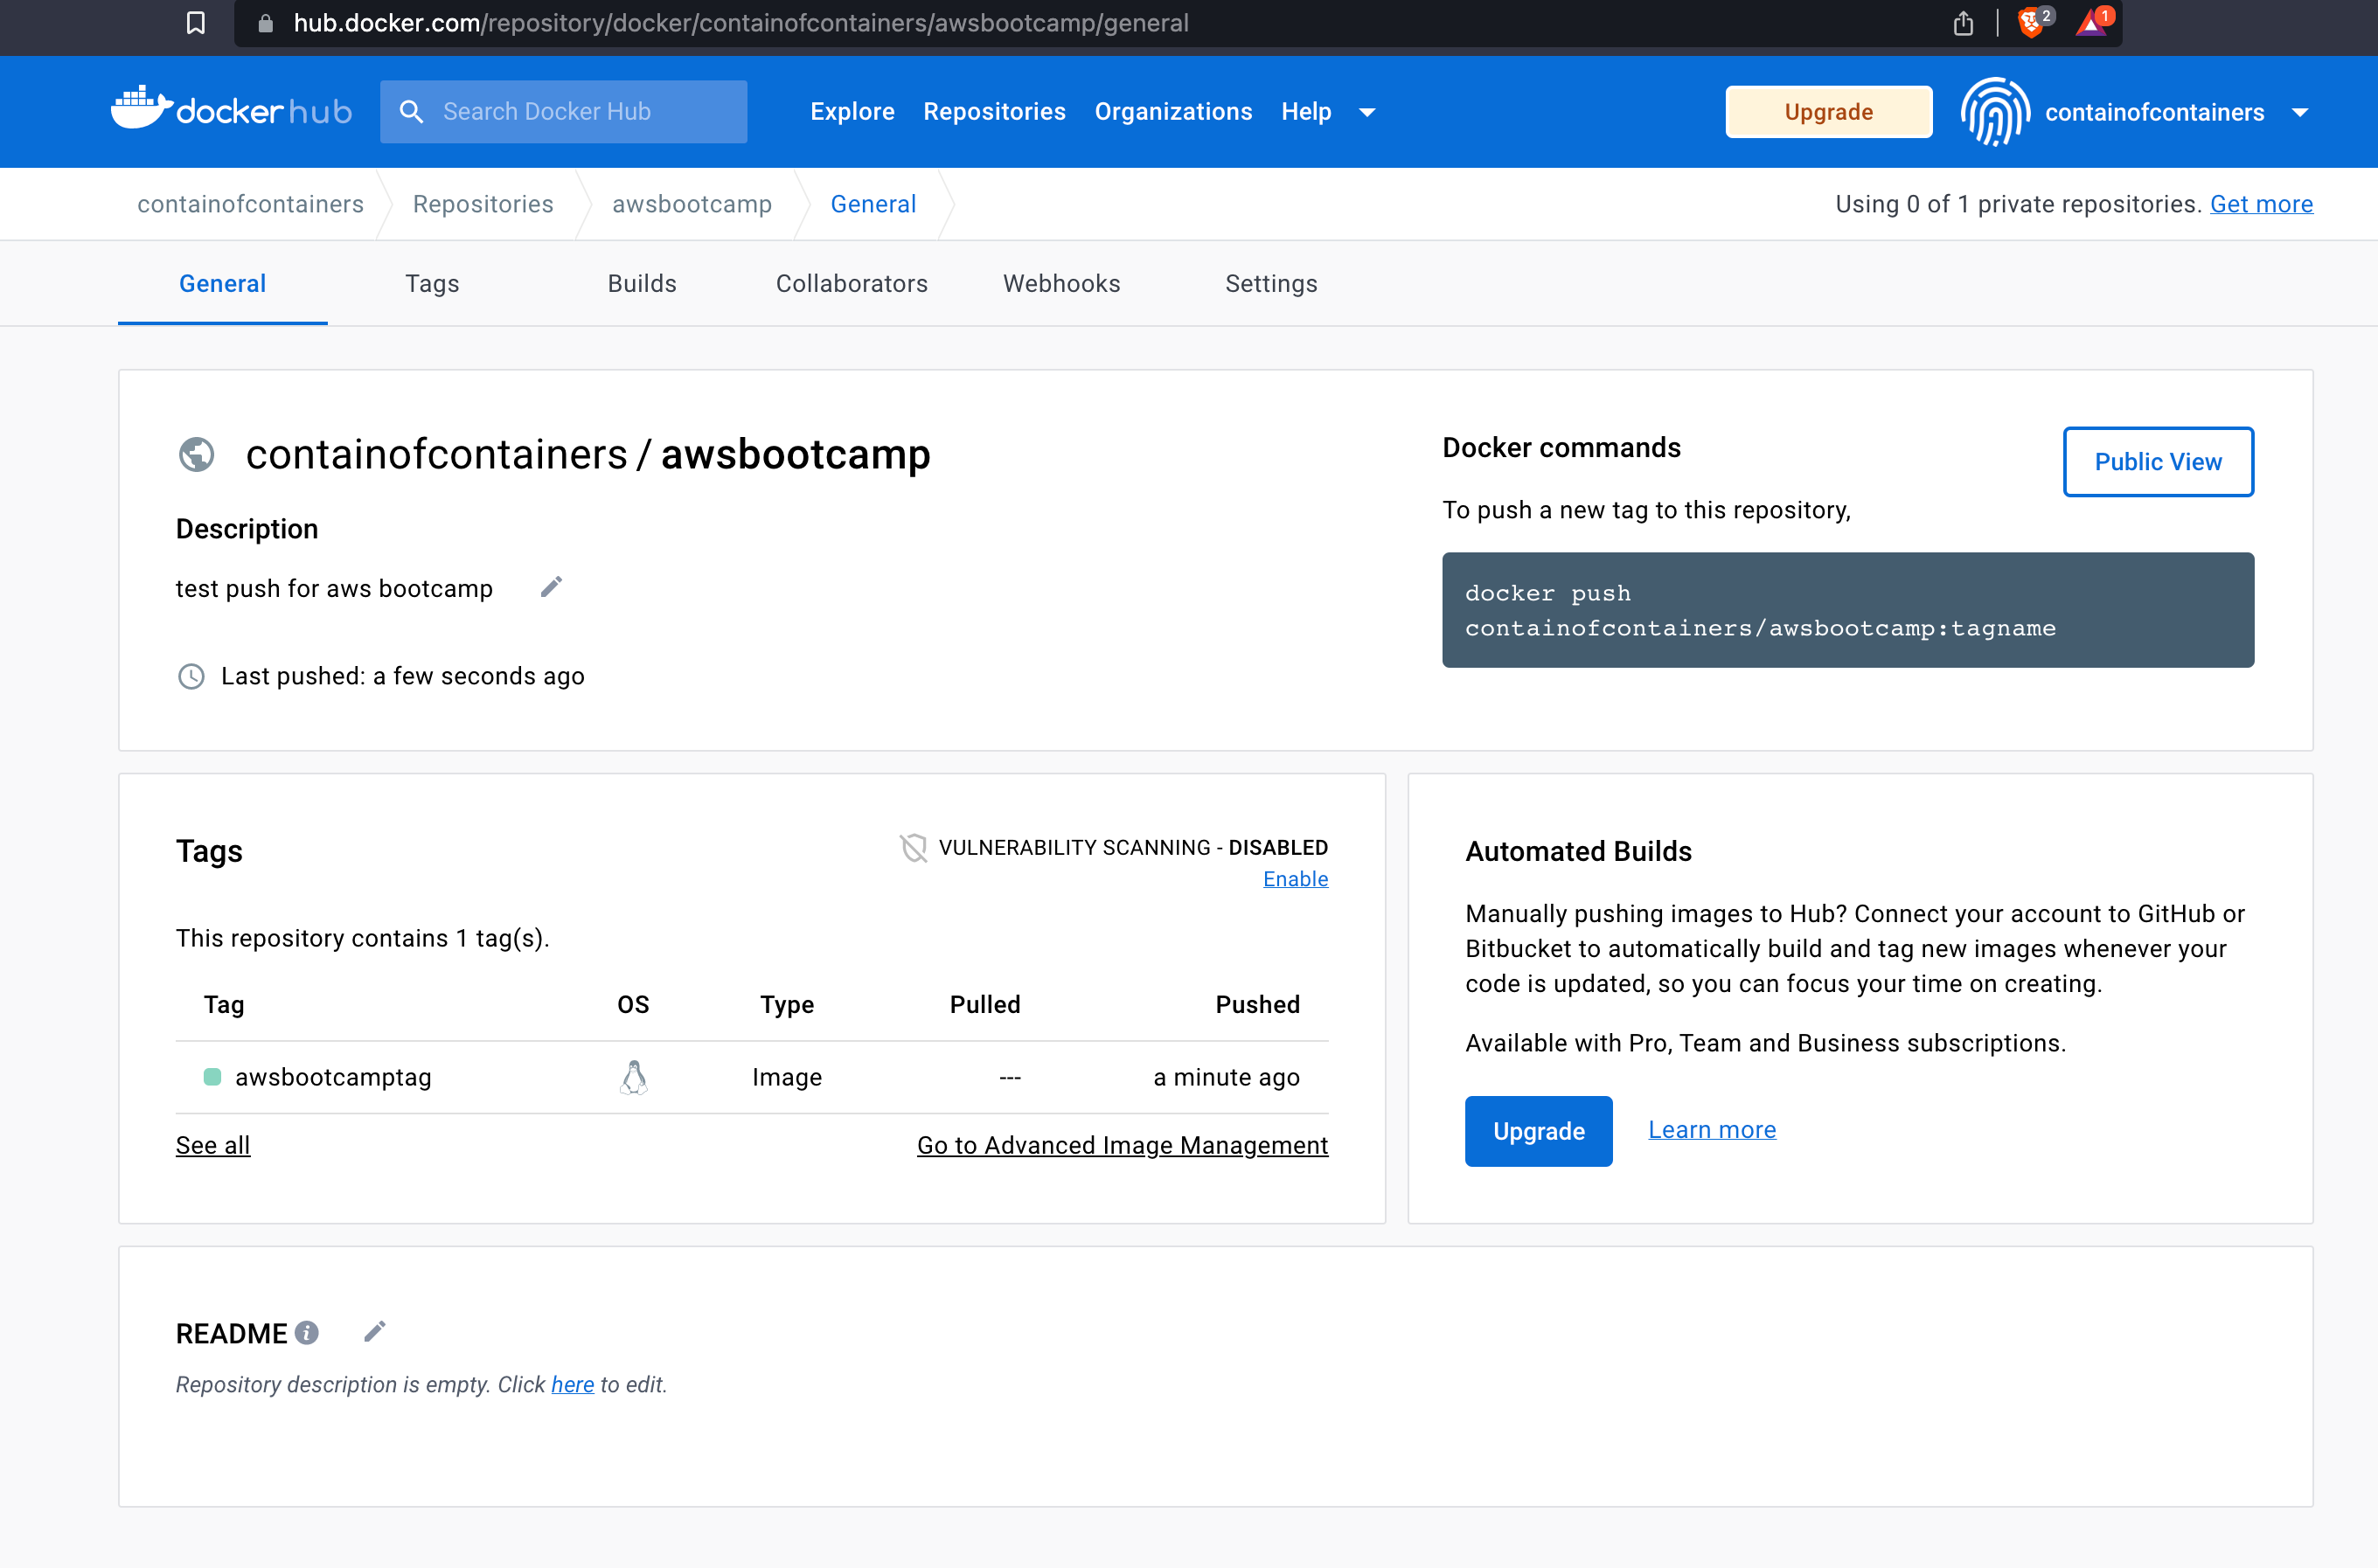 hub.docker.com/repository/docker/containofcontainers/awsbootcamp/general
2
1
docker hub
Search Docker Hub
Explore
Repositories
Organizations
Help
Upgrade
containofcontainers
containofcontainers
Repositories
awsbootcamp
General
Using 0 of 1 private repositories. Get more
General
Tags
Builds
Collaborators
Webhooks
Settings
containofcontainers / awsbootcamp
Description
test push for aws bootcamp
Last pushed: a few seconds ago
Docker commands
Public View
To push a new tag to this repository,
docker push
containofcontainers/awsbootcamp:tagname
Tags
VULNERABILITY SCANNING - DISABLED
Enable
This repository contains 1 tag(s).
Tag OS Type Pulled Pushed
awsbootcamptag Image --- a minute ago
See all
Go to Advanced Image Management
Automated Builds
Manually pushing images to Hub? Connect your account to GitHub or
Bitbucket to automatically build and tag new images whenever your
code is updated, so you can focus your time on creating.
Available with Pro, Team and Business subscriptions.
Upgrade
Learn more
README
Repository description is empty. Click here to edit.